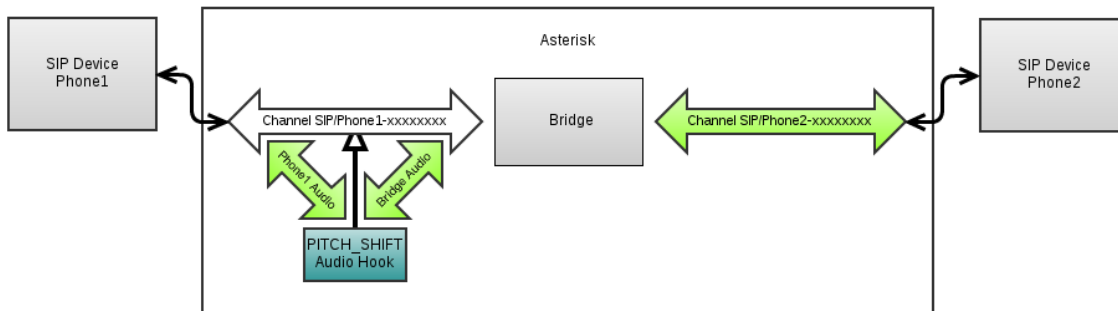 Asterisk
SIP Device
Phone1
SIP Device
Phone2
Channel SIP/Phone1-xxxxxxxx
Bridge
Channel SIP/Phone2-xxxxxxxx
Phone1 Audio
Bridge Audio
PITCH_SHIFT
Audio Hook